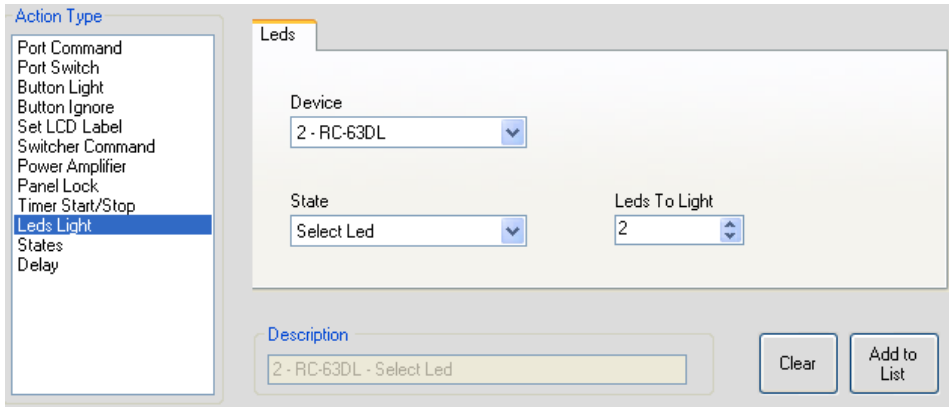 Action Type
Port Command
Port Switch
Button Light
Button Ignore
Set LCD Label
Switcher Command
Power Amplifier
Panel Lock
Timer Start/Stop
Leds Light
States
Delay
Leds
Device
2 - RC-63DL
State
Leds To Light
Select Led
2
Description
2 - RC-63DL - Select Led
Clear
Add to
List